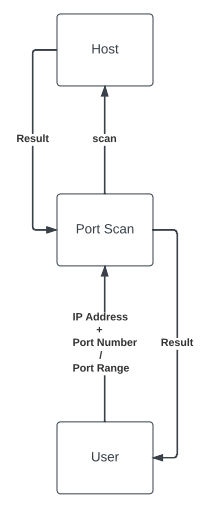 Host
Result
scan
Port Scan
IP Address
+
Port Number
/
Port Range
Result
User